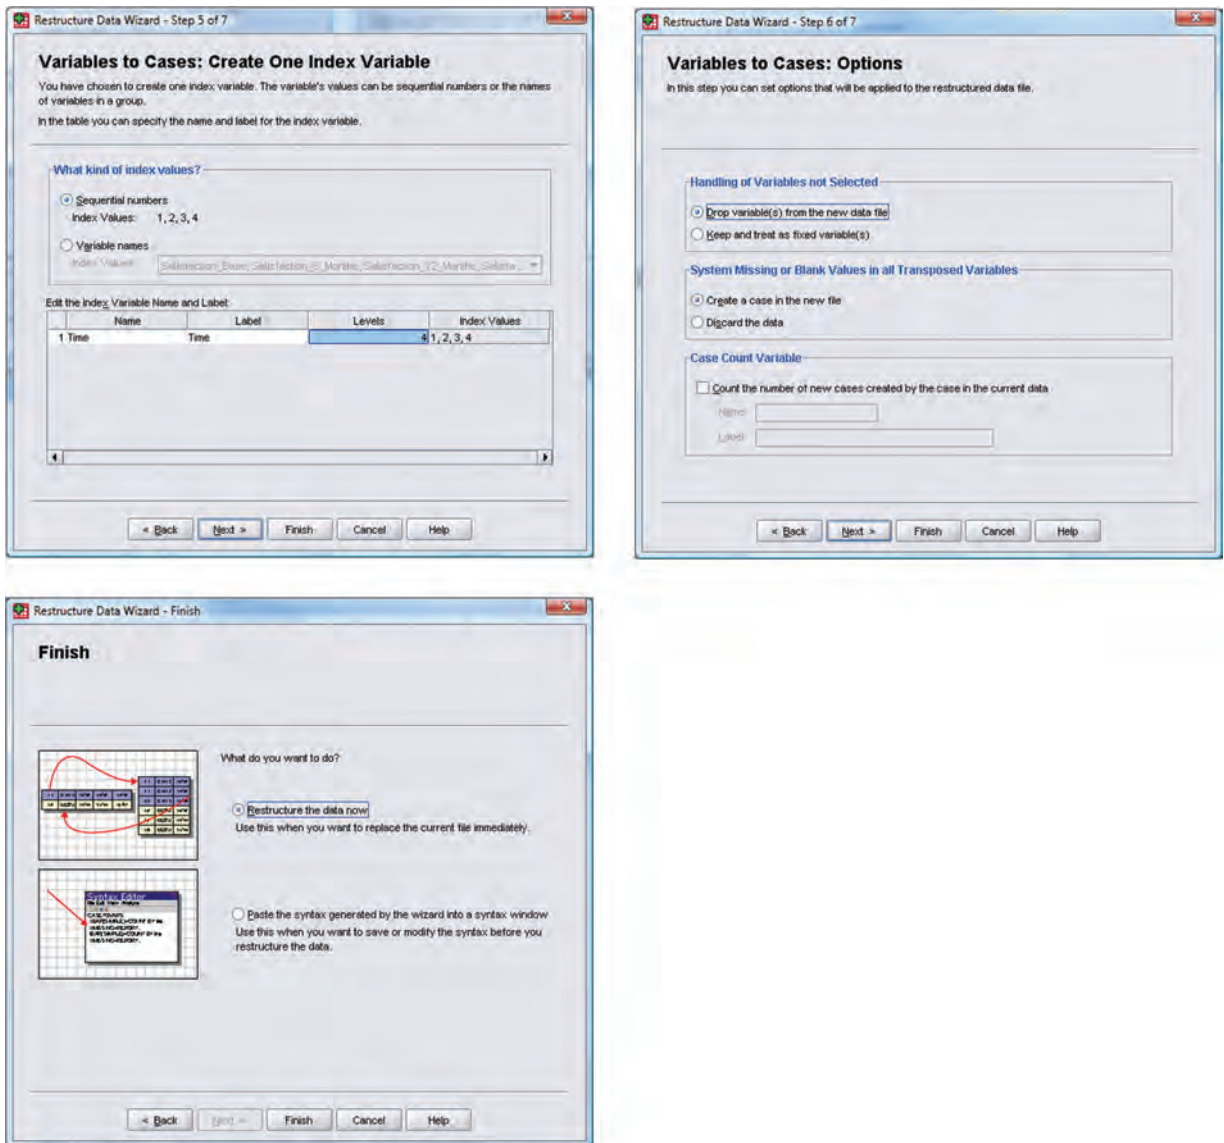 Restructure Data Wizard - Step 5 of 7
Variables to Cases: Create One Index Variable
You have chosen to create one index variable. The variable's values can be sequential numbers or the names
of variables in a group.
In the table you can specify the name and label for the index variable.
What kind of index values?
Sequential numbers
Index Values: 1, 2, 3, 4
Variable names
Index Values: Satisfaction_Base, Satisfaction_6_Months, Satisfaction_12_Months, Satisfa...
Edit the Index Variable Name and Label:
Name Label Levels Index Values
1 Time Time 4 1, 2, 3, 4
< Back Next > Finish Cancel Help
Restructure Data Wizard - Step 6 of 7
Variables to Cases: Options
In this step you can set options that will be applied to the restructured data file.
Handling of Variables not Selected
Drop variable(s) from the new data file
Keep and treat as fixed variable(s)
System Missing or Blank Values in all Transposed Variables
Create a case in the new file
Discard the data
Case Count Variable
Count the number of new cases created by the case in the current data
Name:
Label:
< Back Next > Finish Cancel Help
Restructure Data Wizard - Finish
Finish
What do you want to do?
Restructure the data now
Use this when you want to replace the current file immediately.
Syntax Editor
Paste the syntax generated by the wizard into a syntax window
Use this when you want to save or modify the syntax before you
restructure the data.
< Back Next > Finish Cancel Help